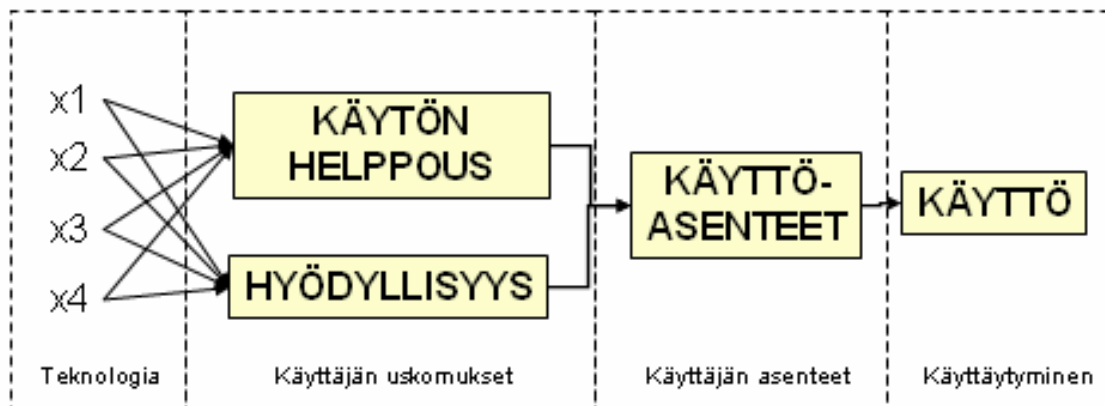 x1
x2
x3
x4
KÄYTÖN
HELPPOUS
HYÖDYLLISYYS
KÄYTTÖ-
ASENTEET
KÄYTTÖ
Teknologia
Käyttäjän uskomukset
Käyttäjän asenteet
Käyttäytyminen